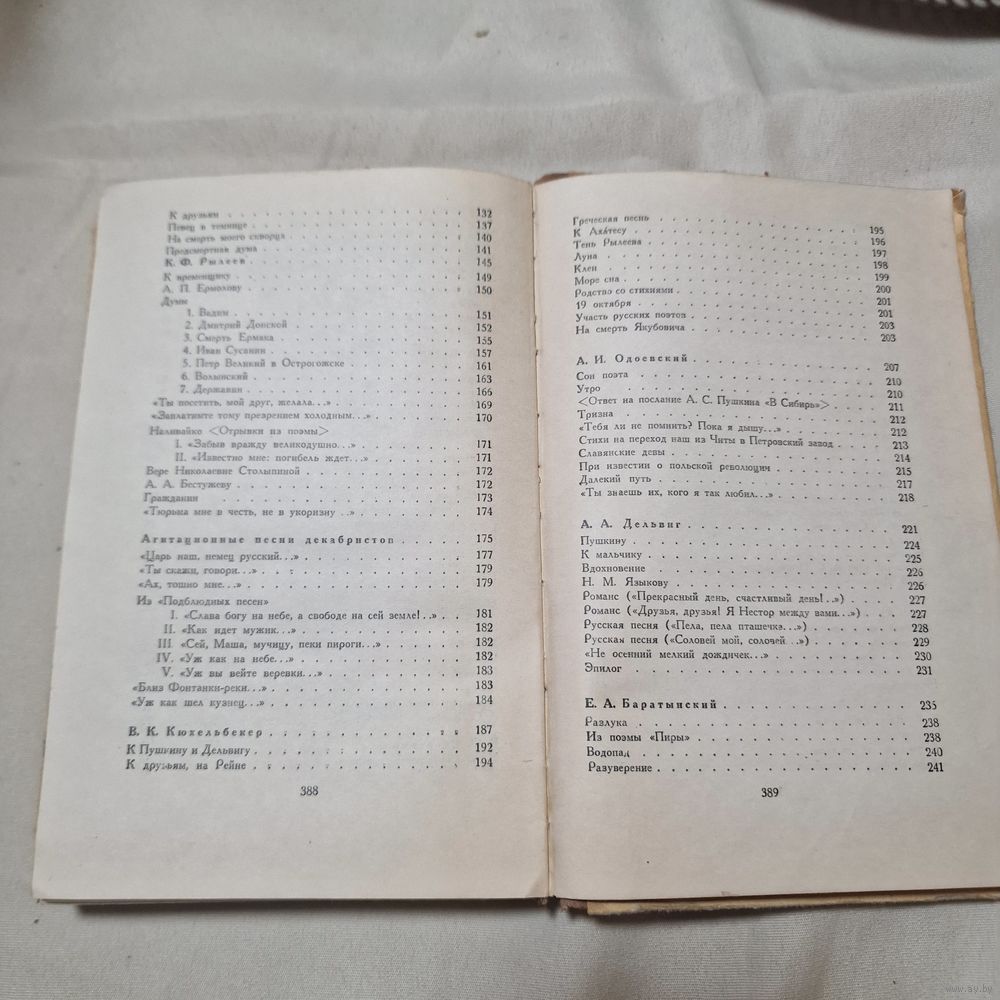 К друзьям 132
Певец в темнице 137
На смерть моего скворца 140
Предсмертная дума 141
К. Ф. Рылеев 145
К временщику 149
А. П. Ермолову 150
Думы
1. Вадим 151
2. Дмитрий Донской 152
3. Смерть Ермака 155
4. Иван Сусанин 157
5. Петр Великий в Острогожске 161
6. Волынский 163
7. Державин 166
«Ты посетить, мой друг, желала...» 169
«Заплатимте тому презрением холодным...» 170
Наливайко <Отрывки из поэмы>
I. «Забыв вражду великодушно...» 171
II. «Известно мне: погибель ждет...» 171
Вере Николаевне Столыпиной 172
А. А. Бестужеву 172
Гражданин 173
«Тюрьма мне в честь, не в укоризну...» 174
Агитационные песни декабристов 175
«Царь наш, немец русский...» 177
«Ты скажи, говори...» 179
«Ах, тошно мне...» 179
Из «Подблюдных песен»
I. «Слава богу на небе, а свободе на сей земле!..» 181
II. «Как идет мужик...» 182
III. «Сей, Маша, мучицу, пеки пироги...» 182
IV. «Уж как на небе...» 182
V. «Уж вы вейте веревки...» 183
«Близ Фонтанки-реки...» 183
«Уж как шел кузнец...» 184
В. К. Кюхельбекер 187
К Пушкину и Дельвигу 192
К друзьям, на Рейне 194
388
Греческая песнь 195
К Ахатесу 196
Тень Рылеева 197
Луна 198
Клен 199
Море сна 200
Родство со стихиями 201
19 октября 201
Участь русских поэтов 203
На смерть Якубовича 203
А. И. Одоевский 207
Сон поэта 210
Утро 210
<Ответ на послание А. С. Пушкина «В Сибирь»> 211
Тризна 212
«Тебя ли не помнить? Пока я дышу...» 212
Стихи на переход наш из Читы в Петровский завод 213
Славянские девы 214
При известии о польской революции 215
Далекий путь 217
«Ты знаешь их, кого я так любил...» 218
А. А. Дельвиг 221
Пушкину 224
К мальчику 225
Вдохновение 226
Н. М. Языкову 226
Романс («Прекрасный день, счастливый день!..») 227
Романс («Друзья, друзья! Я Нестор между вами...») 227
Русская песня («Пела, пела пташечка...») 228
Русская песня («Соловей мой, соловей...») 229
«Не осенний мелкий дождичек...» 230
Эпилог 231
Е. А. Баратынский 235
Разлука 238
Из поэмы «Пиры» 238
Водопад 240
Разуверение 241
389
www.ay.by